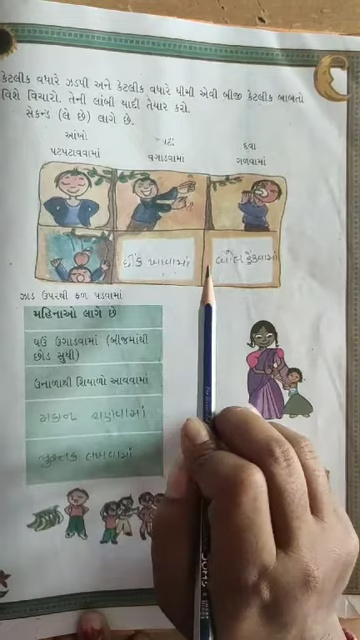 કેટલીક વધારે ઝડપી અને કેટલીક વધારે ધીમી એવી બીજી કેટલીક બાબતો
વિશે વિચારો. તેની લાંબી યાદી તૈયાર કરો.
સેકન્ડ (લે છે) લાગે છે.
આંખો
પટપટાવવામાં
વગાડવામાં
દવા
ગળવામાં
છીંક ખાવામાં
બોલ ફેંકવામાં
ઝાડ ઉપરથી ફળ પડવામાં
મહિનાઓ લાગે છે
ઘઉં ઉગાડવામાં (બીજમાંથી
છોડ સુધી)
ઉનાળાથી શિયાળો આવવામાં
મકાન ચણવામાં
પુસ્તક લખવામાં